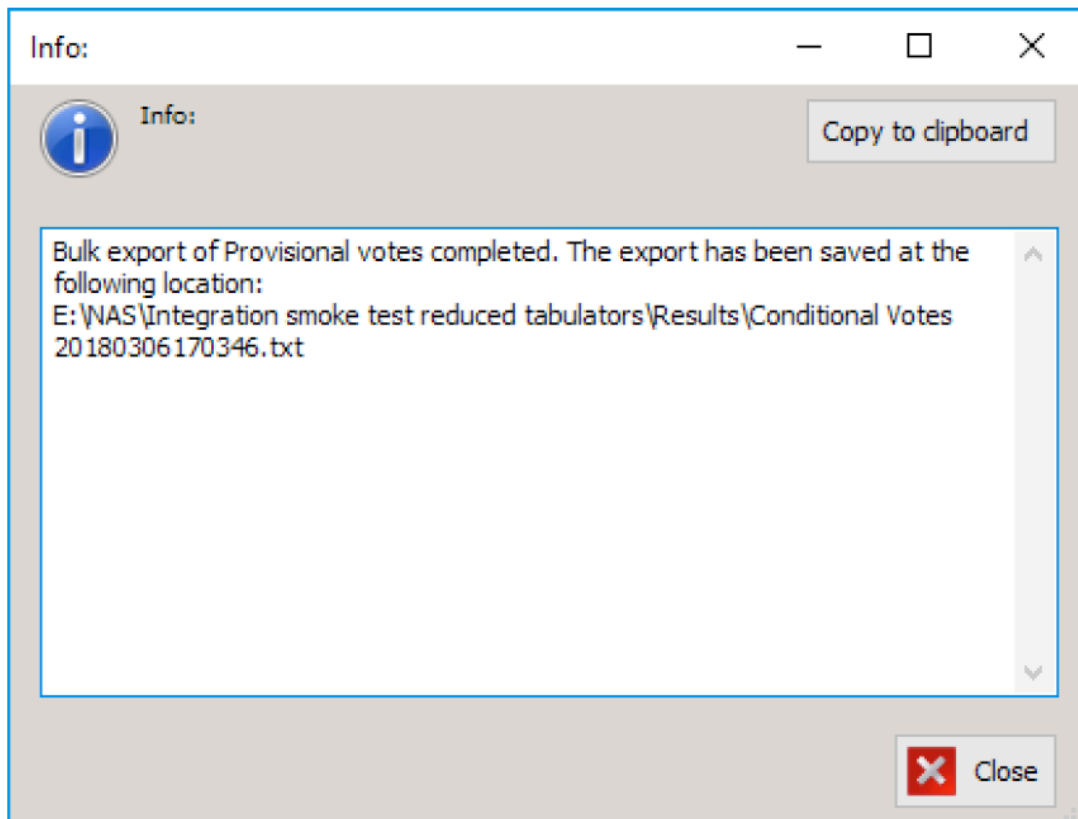 Info:
Info:
Copy to clipboard
Bulk export of Provisional votes completed. The export has been saved at the
following location:
E:\NAS\Integration smoke test reduced tabulators\Results\Conditional Votes
20180306170346.txt
Close